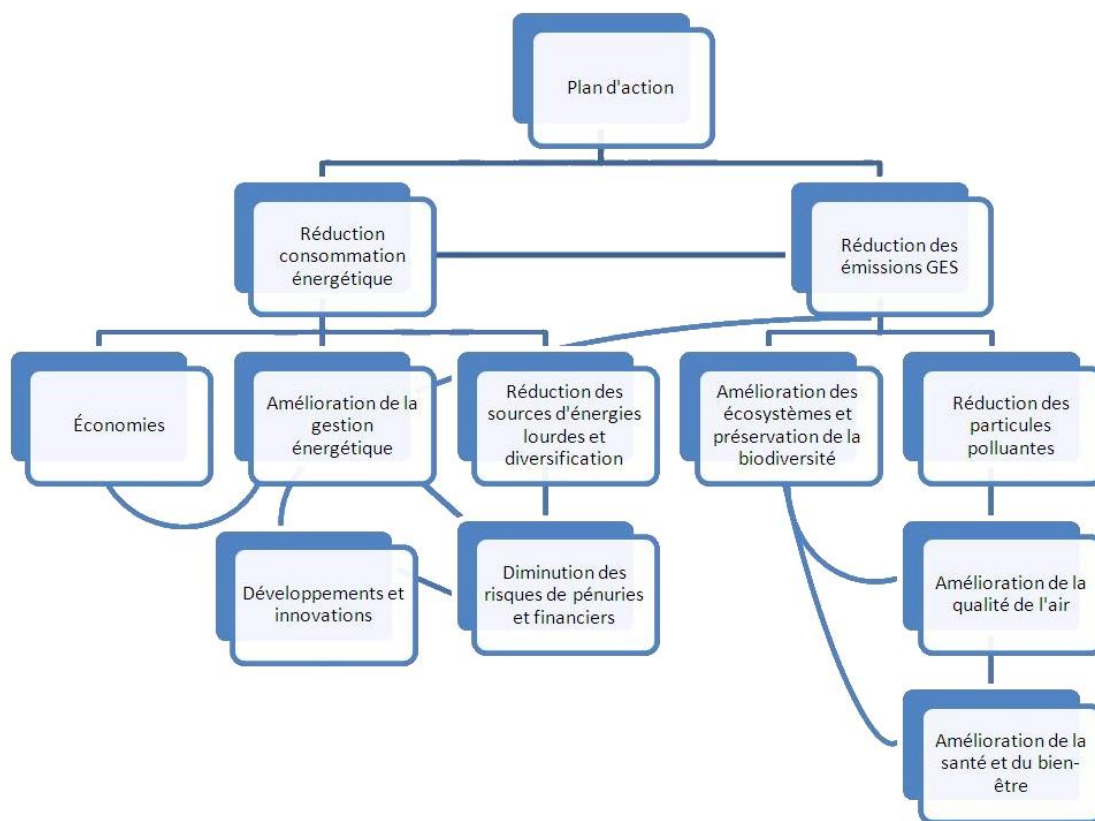 Plan d'action
Réduction
consommation
énergétique
Réduction des
émissions GES
Économies
Amélioration de la
gestion
énergétique
Réduction des
sources d'énergies
lourdes et
diversification
Amélioration des
écosystèmes et
préservation de la
biodiversité
Réduction des
particules
polluantes
Développements et
innovations
Diminution des
risques de pénuries
et financiers
Amélioration de la
qualité de l'air
Amélioration de la
santé et du bien-
être